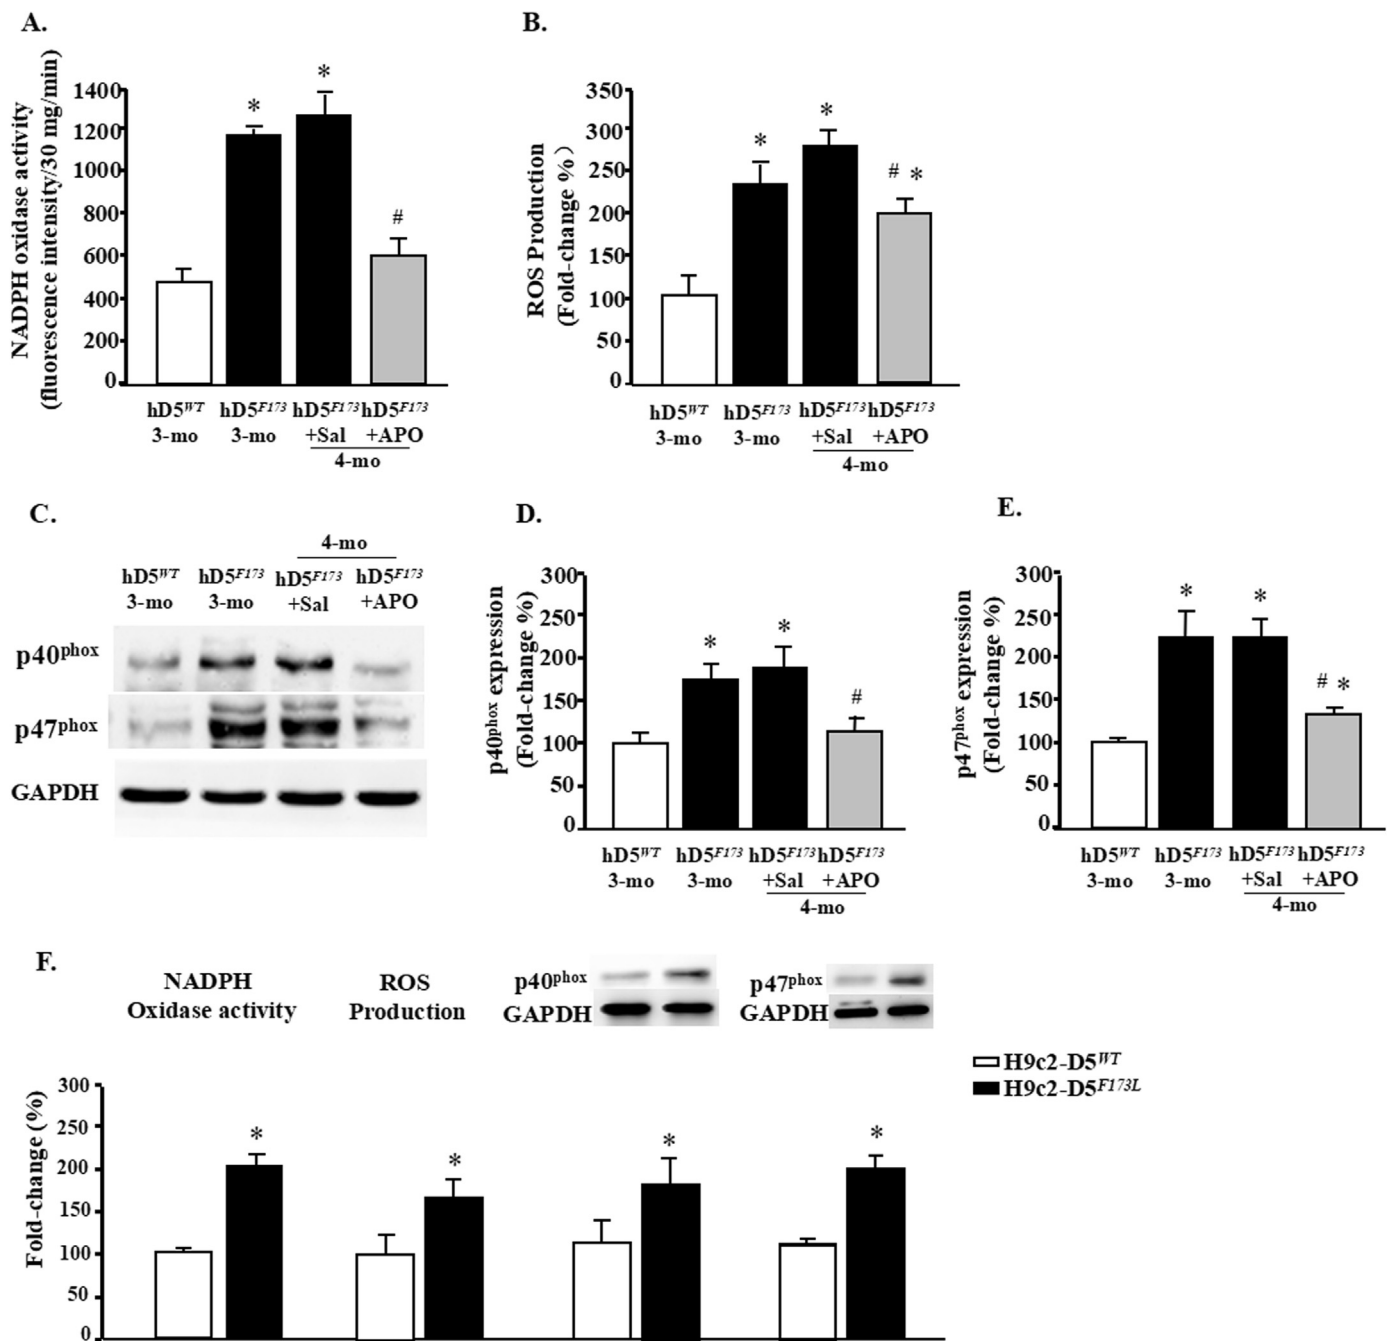 A.
NADPH oxidase activity
(fluorescence intensity/30 mg/min)
1400
1200
1000
800
600
400
200
0
* * #
hD5WT hD5F173 hD5F173 hD5F173
3-mo 3-mo +Sal +APO
4-mo
B.
ROS Production
(Fold-change %)
350
300
250
200
150
100
50
0
* * # *
hD5WT hD5F173 hD5F173 hD5F173
3-mo 3-mo +Sal +APO
4-mo
C.
4-mo
hD5WT hD5F173 hD5F173 hD5F173
3-mo 3-mo +Sal +APO
p40phox
p47phox
GAPDH
D.
p40phox expression
(Fold-change %)
300
250
200
150
100
50
0
* * #
hD5WT hD5F173 hD5F173 hD5F173
3-mo 3-mo +Sal +APO
4-mo
E.
p47phox expression
(Fold-change %)
300
250
200
150
100
50
0
* * # *
hD5WT hD5F173 hD5F173 hD5F173
3-mo 3-mo +Sal +APO
4-mo
F.
NADPH
Oxidase activity
ROS
Production
p40phox
GAPDH
p47phox
GAPDH
H9c2-D5WT
H9c2-D5F173L
Fold-change (%)
300
250
200
150
100
50
0
* * * *